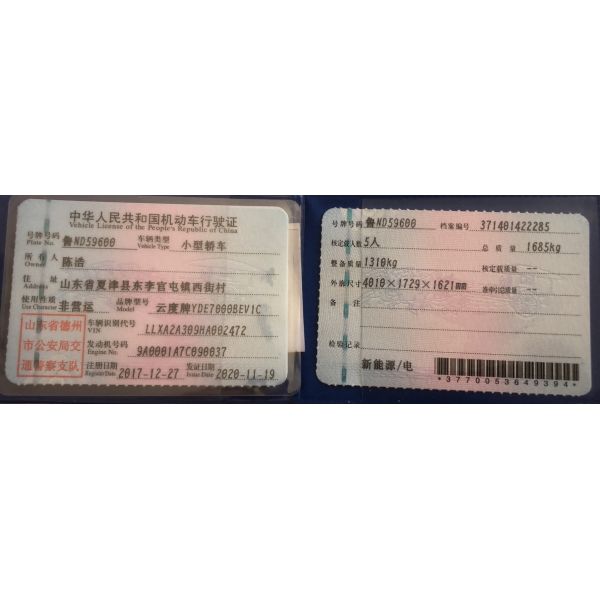 中华人民共和国机动车行驶证
Vehicle License of the People's Republic of China
号牌号码 Plate No. 鲁ND59600 车辆类型 Vehicle Type 小型轿车
所有人 Owner 陈浩
住址 Address 山东省夏津县东李官屯镇西街村
使用性质 Use Character 非营运 品牌型号 Model 云度牌YDE7000BEV1C
山东省德州市公安局交通警察支队
车辆识别代号 VIN LLXA2A309HA002472
发动机号码 Engine No. 9A0001A7C090037
注册日期 Register Date 2017-12-27 发证日期 Issue Date 2020-11-19
号牌号码 鲁ND59600 档案编号 371401422285
核定载人数 5人 总质量 1685kg
整备质量 1310kg 核定载质量 --
外廓尺寸 4010×1729×1621mm 准牵引总质量 --
备注
检验记录
新能源/电
*3770053649394*